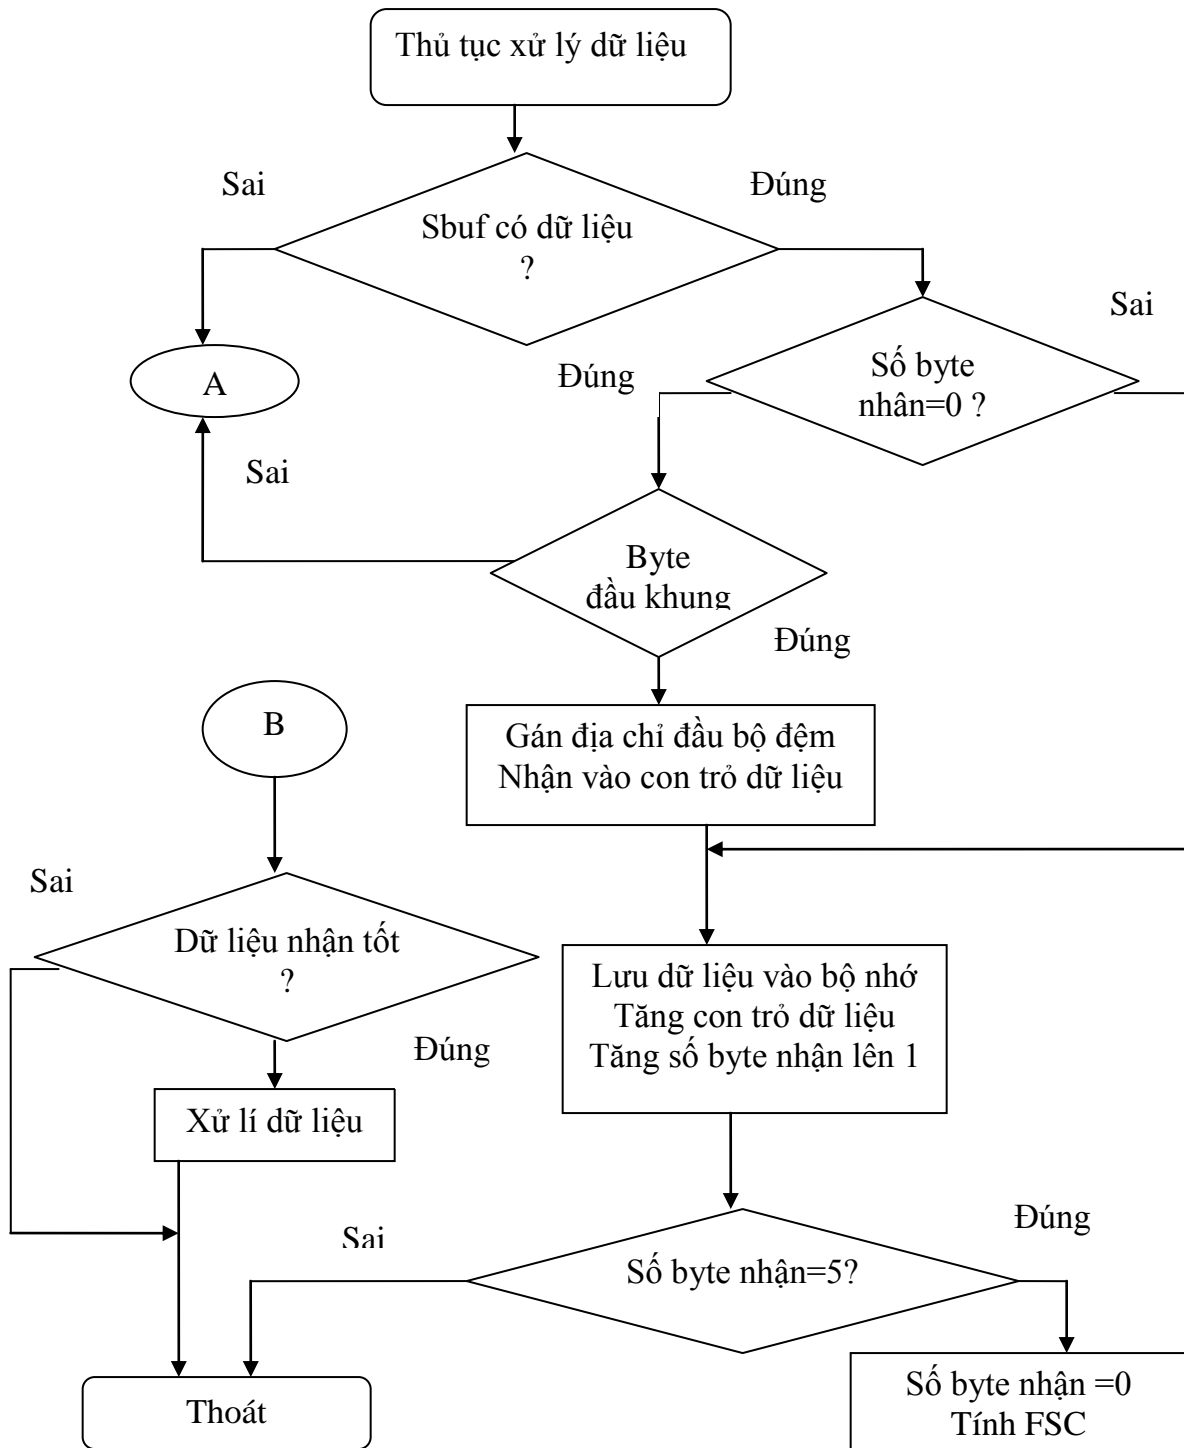 Thủ tục xử lý dữ liệu
Sai
Đúng
Sbuf có dữ liệu
?
Sai
Đúng
Số byte
nhân=0 ?
A
Sai
Byte
đầu khung
Đúng
B
Gán địa chỉ đầu bộ đệm
Nhận vào con trỏ dữ liệu
Sai
Dữ liệu nhận tốt
?
Lưu dữ liệu vào bộ nhớ
Tăng con trỏ dữ liệu
Tăng số byte nhận lên 1
Đúng
Xử lí dữ liệu
Sai
Đúng
Số byte nhận=5?
Thoát
Số byte nhận =0
Tính FSC